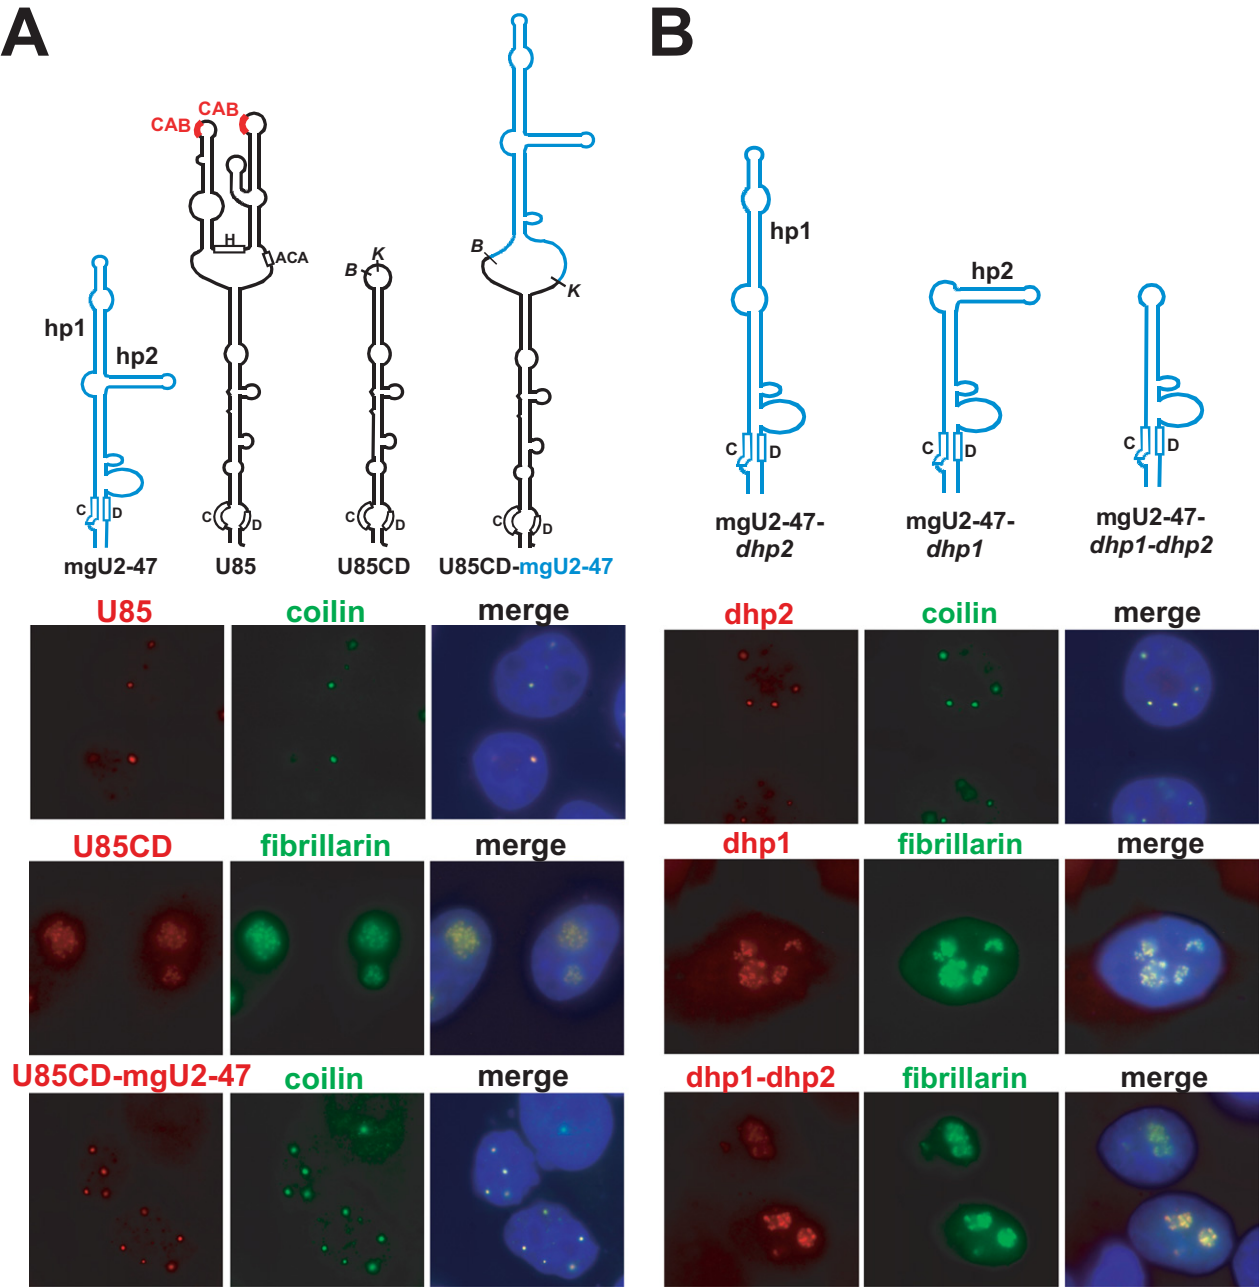 A
CAB
CAB
H
ACA
hp1
hp2
C
D
mgU2-47
C
D
U85
B
K
C
D
U85CD
B
K
C
D
U85CD-mgU2-47
U85
coilin
merge
U85CD
fibrillarin
merge
U85CD-mgU2-47
coilin
merge
B
hp1
C
D
mgU2-47-
dhp2
hp2
C
D
mgU2-47-
dhp1
C
D
mgU2-47-
dhp1-dhp2
dhp2
coilin
merge
dhp1
fibrillarin
merge
dhp1-dhp2
fibrillarin
merge